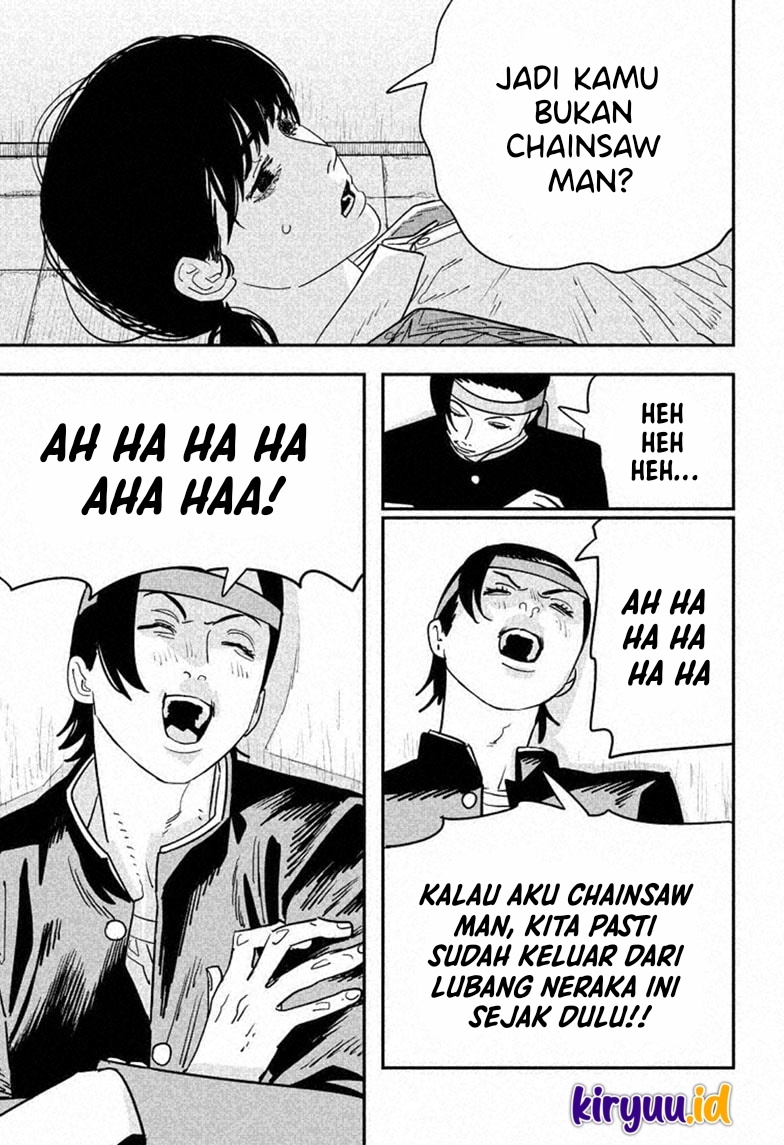 JADI KAMU
BUKAN
CHAINSAW
MAN?
HEH
HEH
HEH...
AH HA
HA HA
HA HA
KALAU AKU CHAINSAW
MAN, KITA PASTI
SUDAH KELUAR DARI
LUBANG NERAKA INI
SEJAK DULU!!
AH HA HA HA
AHA HAA!
kiryuu.id